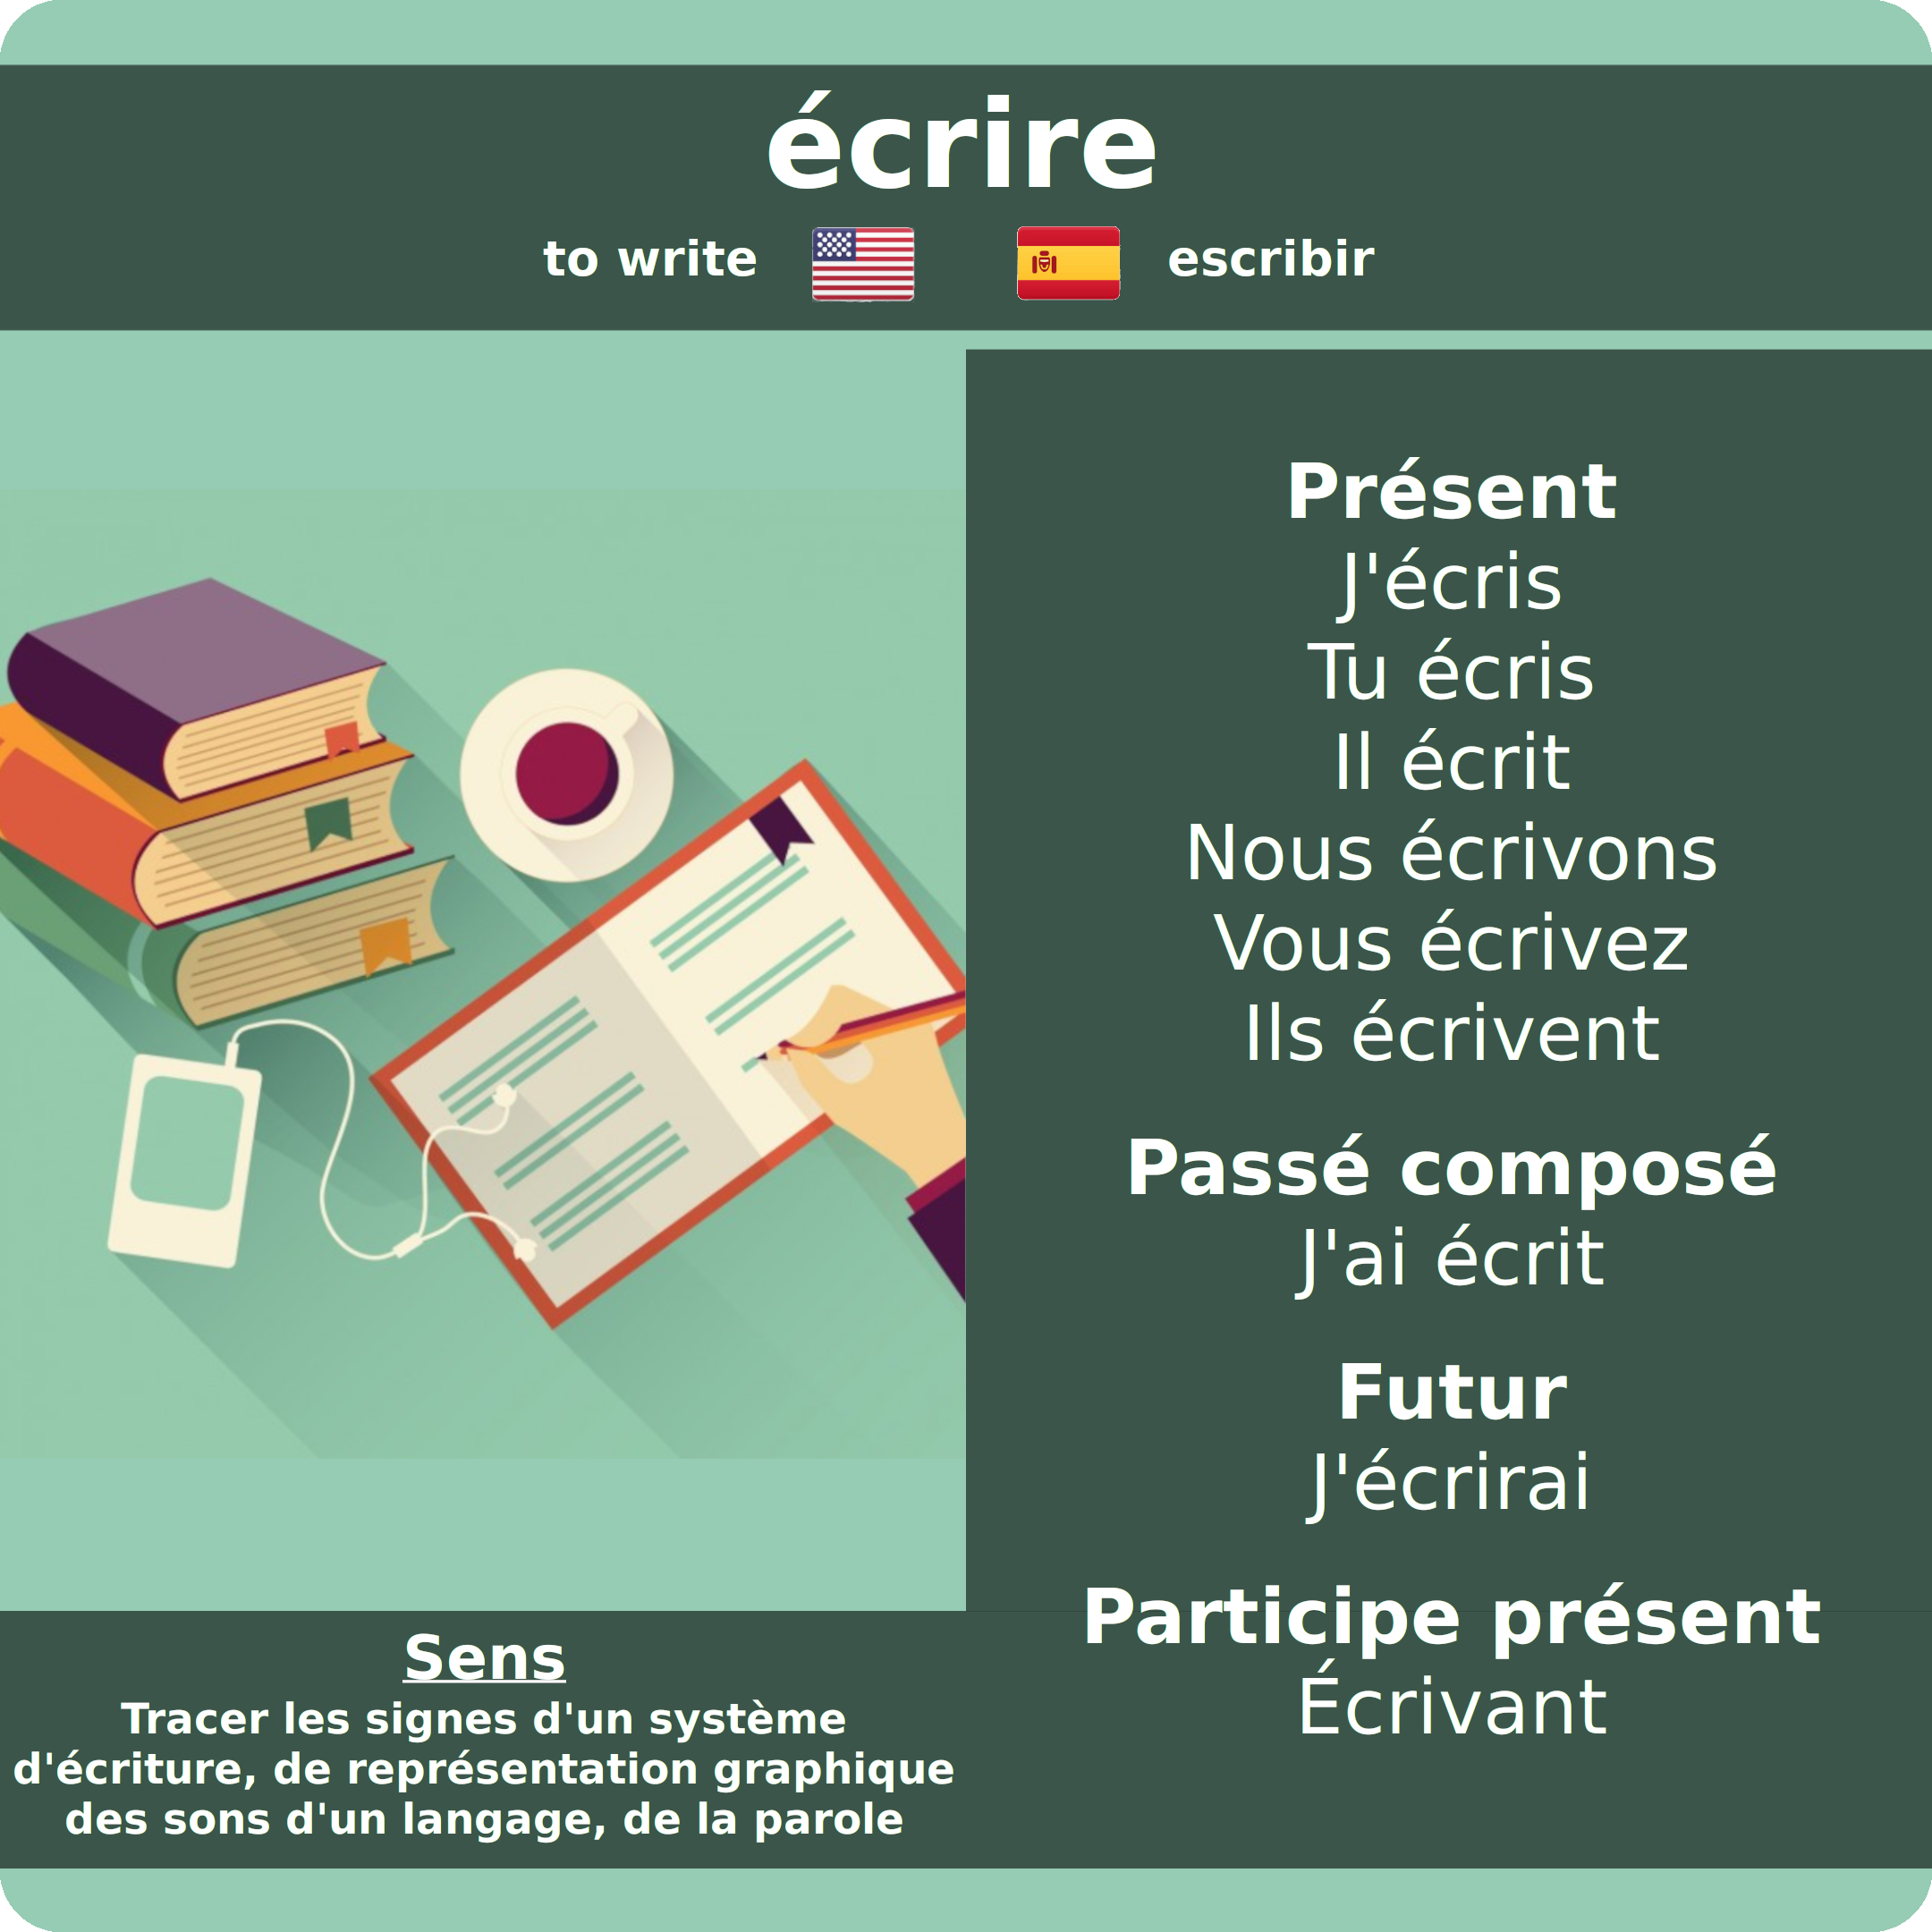 écrire
to write
escribir
Présent
J'écris
Tu écris
Il écrit
Nous écrivons
Vous écrivez
Ils écrivent
Passé composé
J'ai écrit
Futur
J'écrirai
Participe présent
Écrivant
Sens
Tracer les signes d'un système
d'écriture, de représentation graphique
des sons d'un langage, de la parole